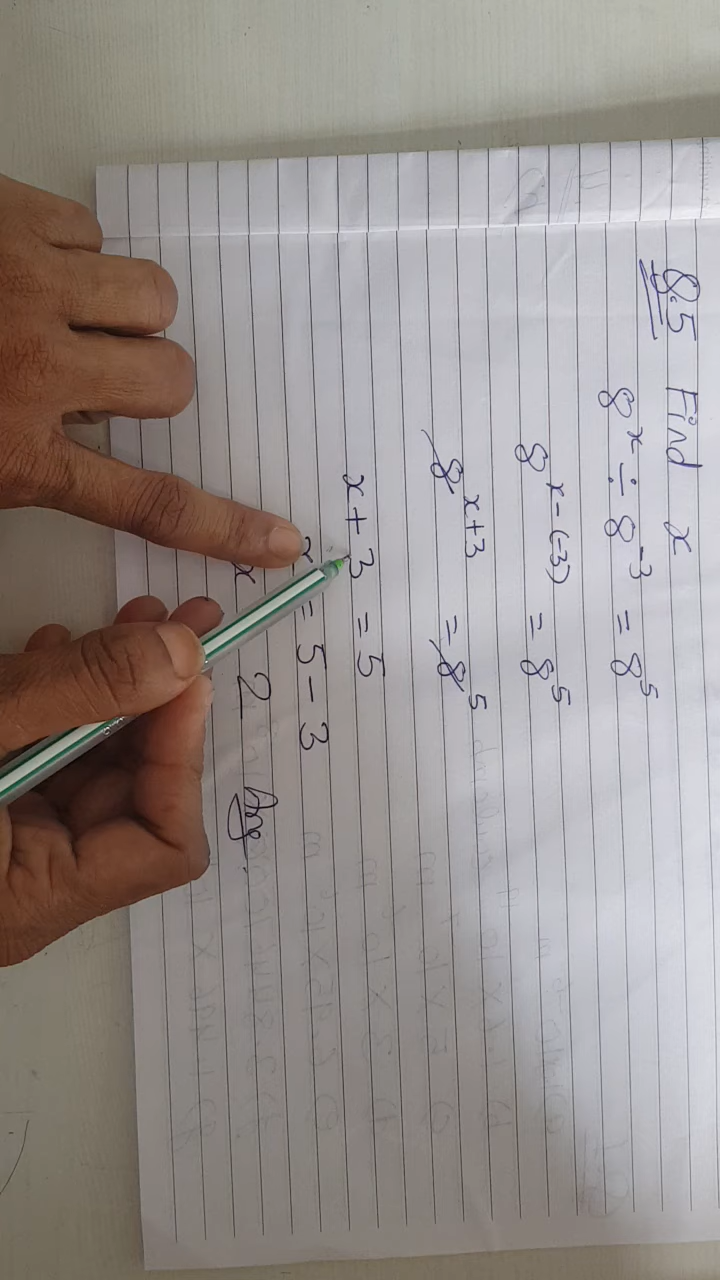 Q.5 Find x
8^x ÷ 8^-3 = 8^5
8^x-(-3) = 8^5
8^x+3 = 8^5
x+3 = 5
x = 5-3
x 2 Ans